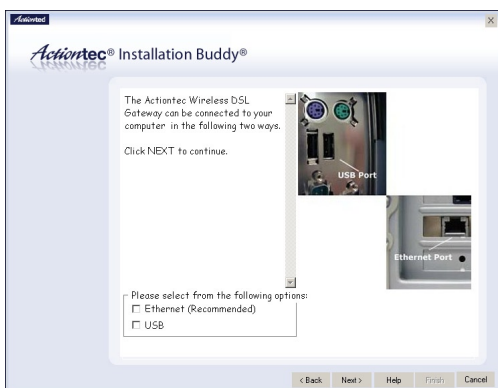 Actiontec
Actiontec® Installation Buddy®
The Actiontec Wireless DSL
Gateway can be connected to your
computer in the following two ways.
Click NEXT to continue.
USB Port
Ethernet Port
Please select from the following options:
Ethernet (Recommended)
USB
< Back Next > Help Finish Cancel